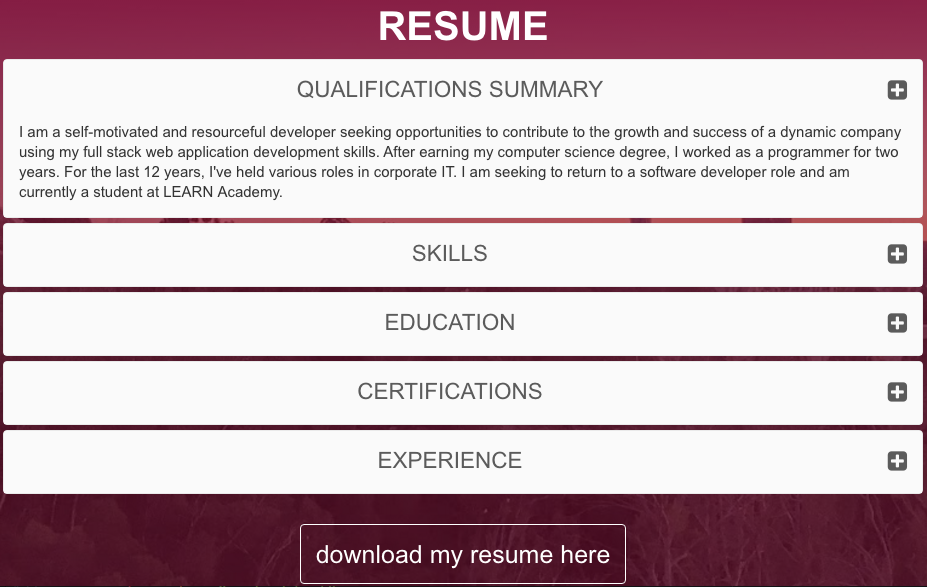 RESUME
QUALIFICATIONS SUMMARY
I am a self-motivated and resourceful developer seeking opportunities to contribute to the growth and success of a dynamic company
using my full stack web application development skills. After earning my computer science degree, I worked as a programmer for two
years. For the last 12 years, I've held various roles in corporate IT. I am seeking to return to a software developer role and am
currently a student at LEARN Academy.
SKILLS
EDUCATION
CERTIFICATIONS
EXPERIENCE
download my resume here